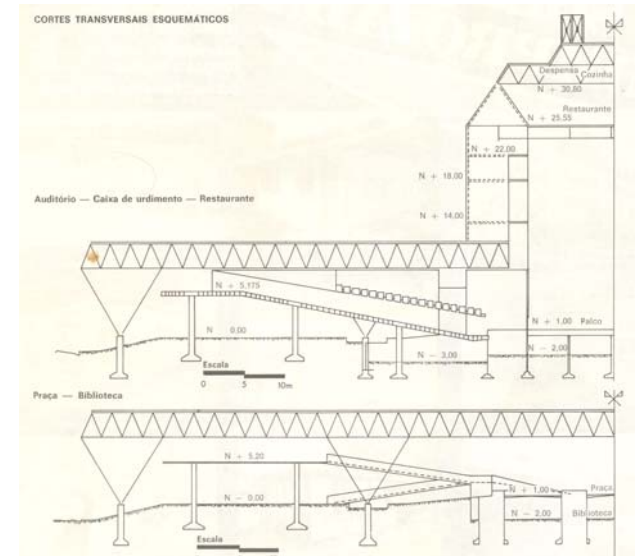 CORTES TRANSVERSAIS ESQUEMÁTICOS
Despensa Cozinha
N + 30,80
Restaurante
N + 25,55
N + 22,00
N + 18,00
Auditório — Caixa de urdimento — Restaurante
N + 14,00
N + 5,175
N + 1,00 Palco
N 0,00
N − 2,00
N − 3,00
Escala
0 5 10m
Praça — Biblioteca
N + 5,20
N + 1,00 Praça
N − 0,00
N − 2,00 Biblioteca
Escala